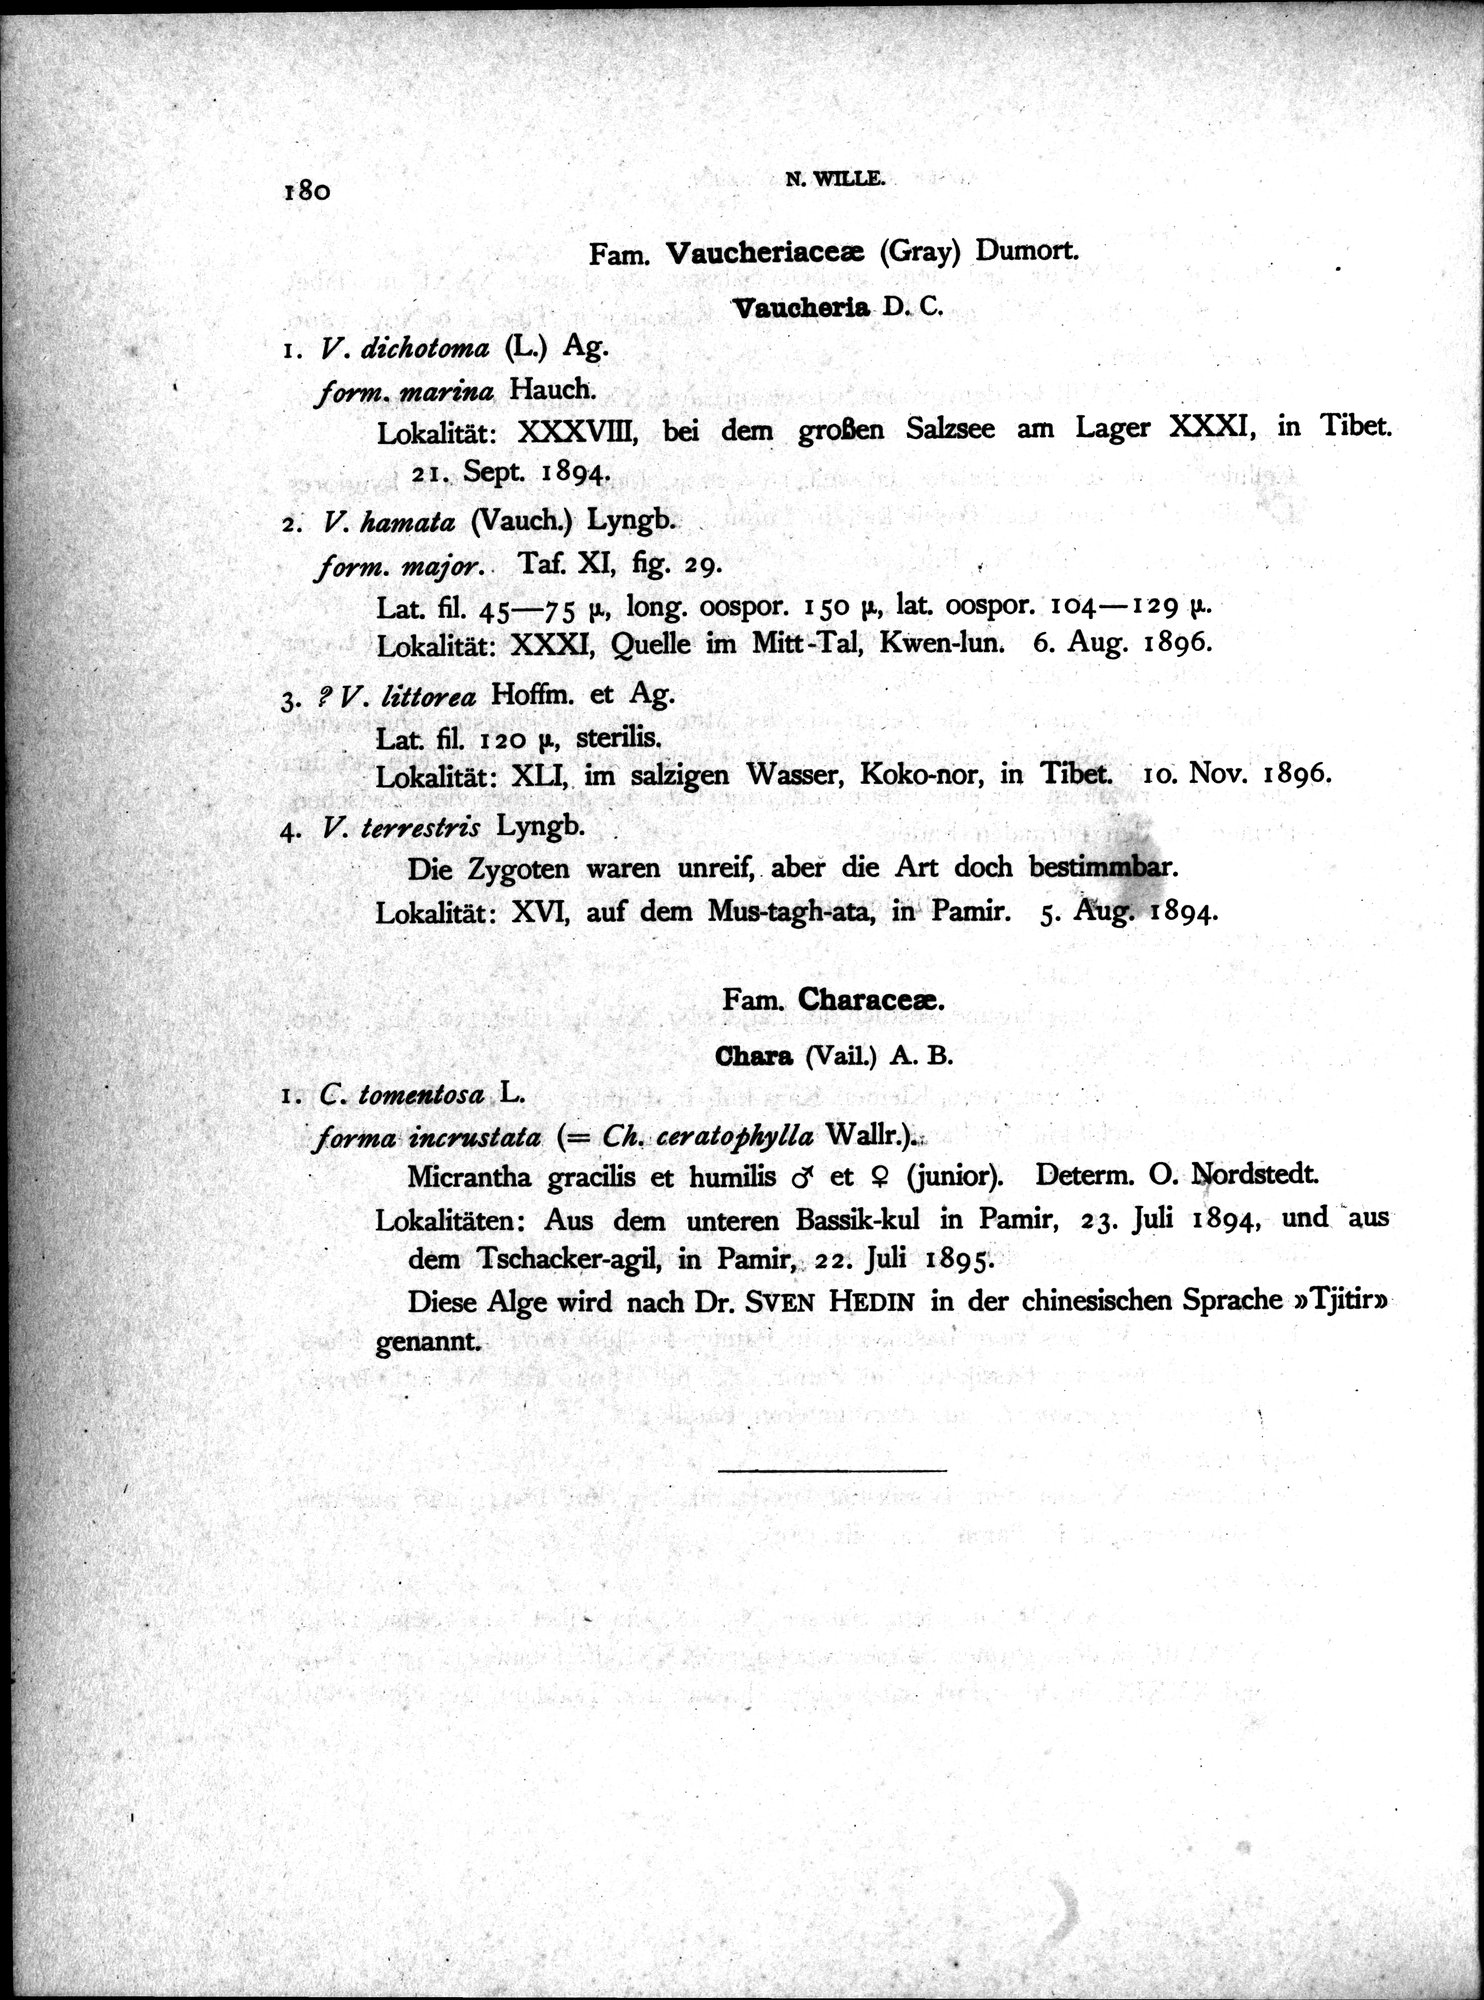 180
N. WILLE.
Fam. Vaucheriaceæ (Gray) Dumort.
Vaucheria D. C.
1. V. dichotoma (L.) Ag.
form. marina Hauch.
Lokalität: XXXVIII, bei dem großen Salzsee am Lager XXXI, in Tibet.
21. Sept. 1894.
2. V. hamata (Vauch.) Lyngb.
form. major. Taf. XI, fig. 29.
Lat. fil. 45—75 μ, long. oospor. 150 μ, lat. oospor. 104—129 μ.
Lokalität: XXXI, Quelle im Mitt-Tal, Kwen-lun. 6. Aug. 1896.
3. ? V. littorea Hoffm. et Ag.
Lat. fil. 120 μ, sterilis.
Lokalität: XLI, im salzigen Wasser, Koko-nor, in Tibet. 10. Nov. 1896.
4. V. terrestris Lyngb.
Die Zygoten waren unreif, aber die Art doch bestimmbar.
Lokalität: XVI, auf dem Mus-tagh-ata, in Pamir. 5. Aug. 1894.
Fam. Characeæ.
Chara (Vail.) A. B.
1. C. tomentosa L.
forma incrustata (= Ch. ceratophylla Wallr.).
Micrantha gracilis et humilis ♂ et ♀ (junior). Determ. O. Nordstedt.
Lokalitäten: Aus dem unteren Bassik-kul in Pamir, 23. Juli 1894, und aus
dem Tschacker-agil, in Pamir, 22. Juli 1895.
Diese Alge wird nach Dr. SVEN HEDIN in der chinesischen Sprache »Tjitir»
genannt.